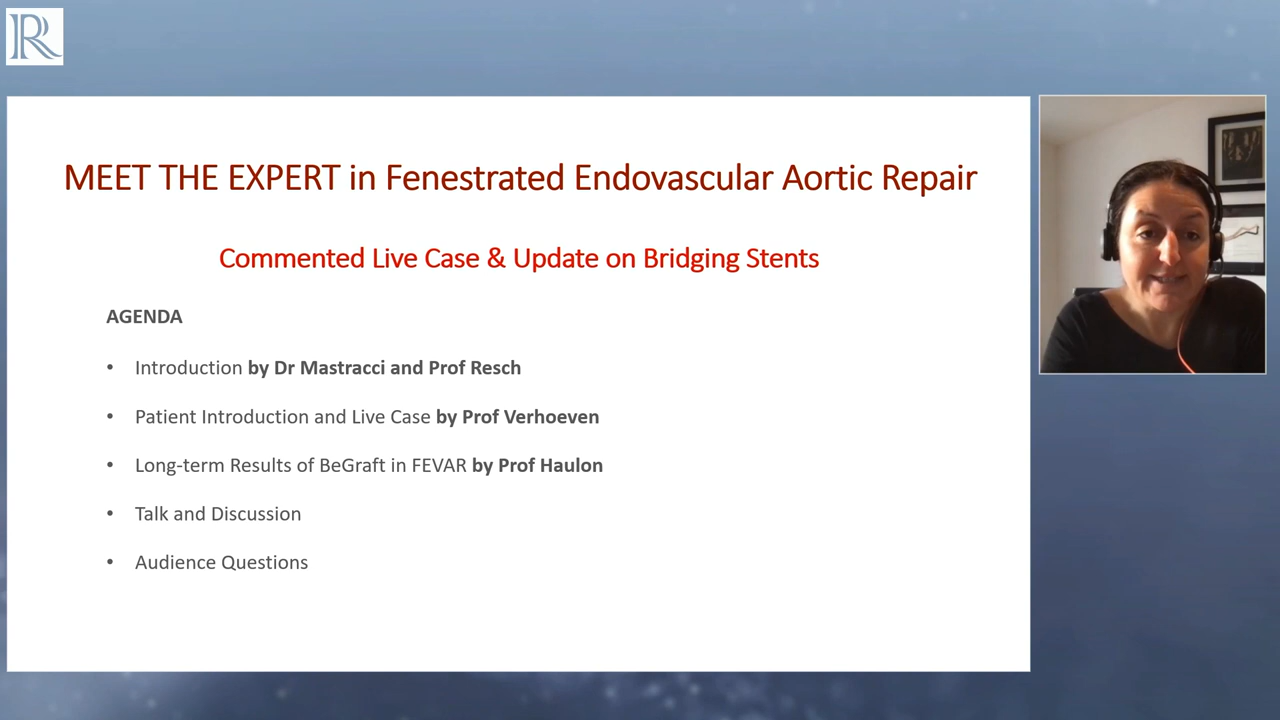 R
MEET THE EXPERT in Fenestrated Endovascular Aortic Repair
Commented Live Case & Update on Bridging Stents
AGENDA
• Introduction by Dr Mastracci and Prof Resch
• Patient Introduction and Live Case by Prof Verhoeven
• Long-term Results of BeGraft in FEVAR by Prof Haulon
• Talk and Discussion
• Audience Questions